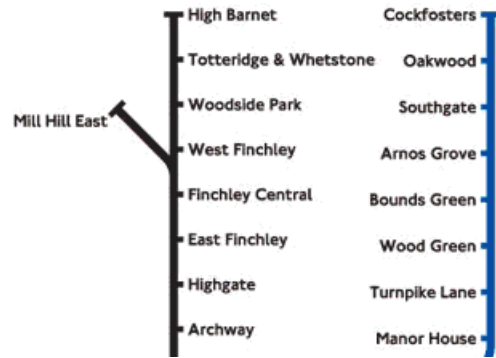 High Barnet
Totteridge & Whetstone
Woodside Park
Mill Hill East
West Finchley
Finchley Central
East Finchley
Highgate
Archway
Cockfosters
Oakwood
Southgate
Arnos Grove
Bounds Green
Wood Green
Turnpike Lane
Manor House